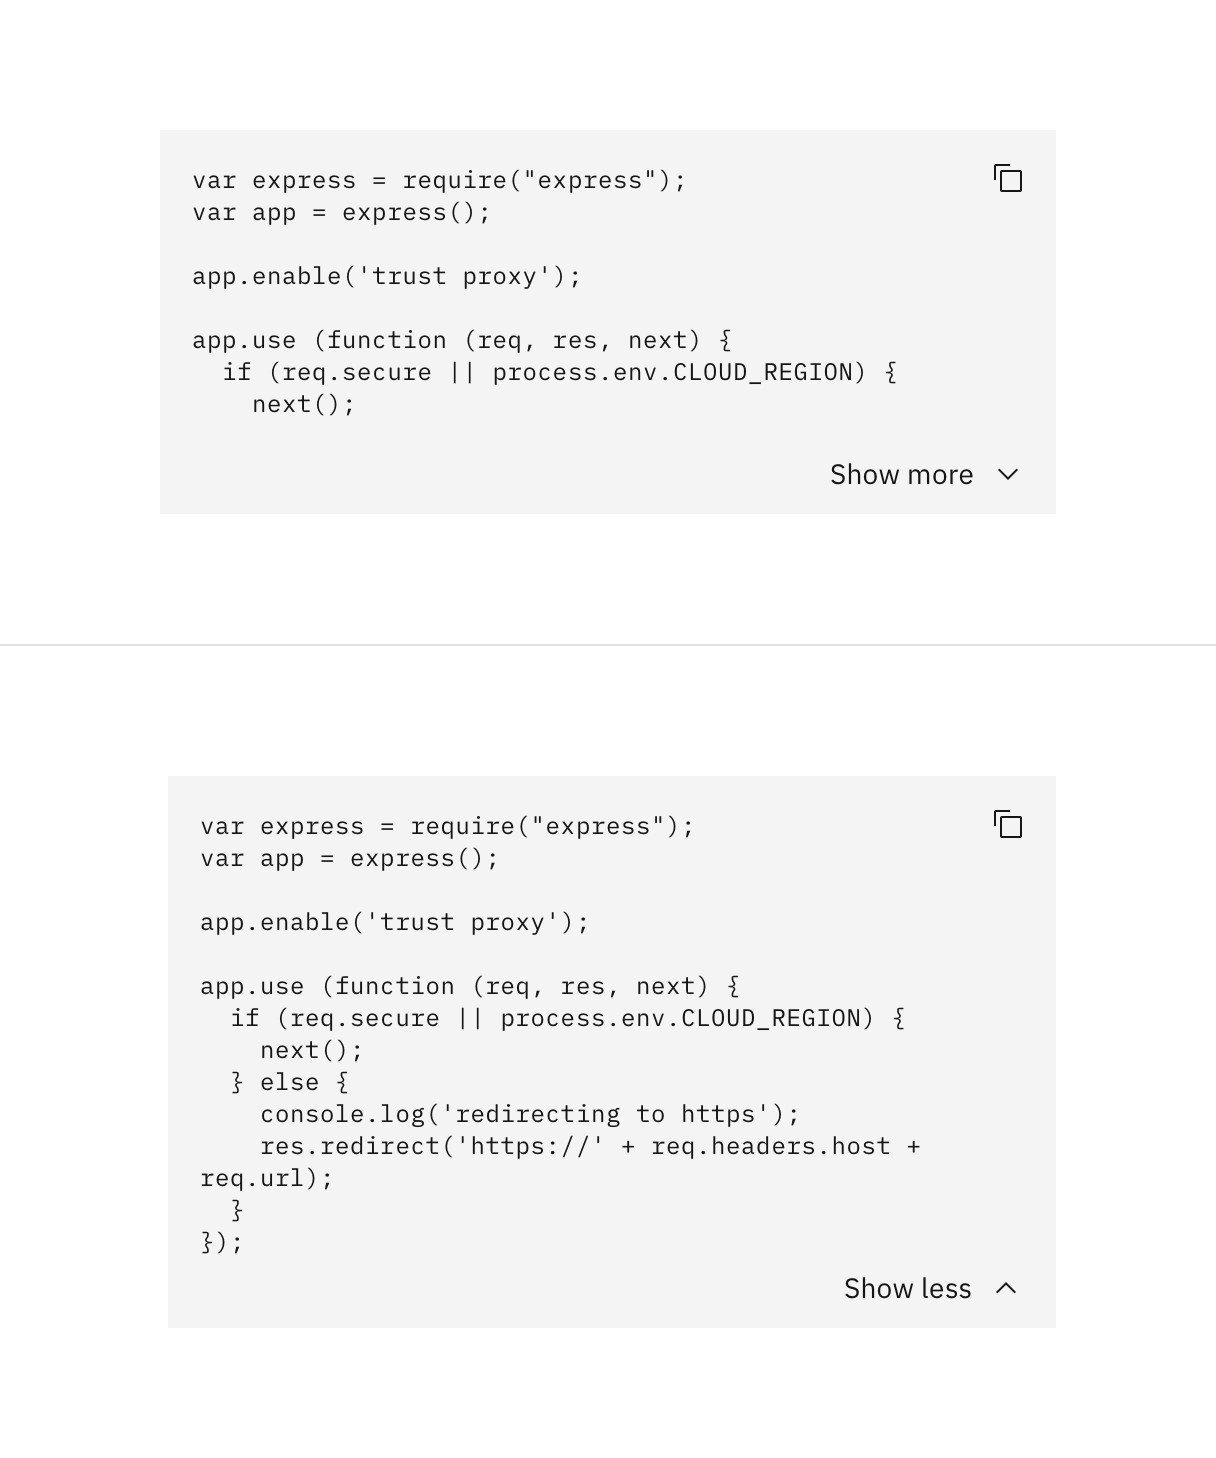 var express = require("express");
var app = express();

app.enable('trust proxy');

app.use (function (req, res, next) {
  if (req.secure || process.env.CLOUD_REGION) {
    next();
Show more
var express = require("express");
var app = express();

app.enable('trust proxy');

app.use (function (req, res, next) {
  if (req.secure || process.env.CLOUD_REGION) {
    next();
  } else {
    console.log('redirecting to https');
    res.redirect('https://' + req.headers.host +
req.url);
  }
});
Show less